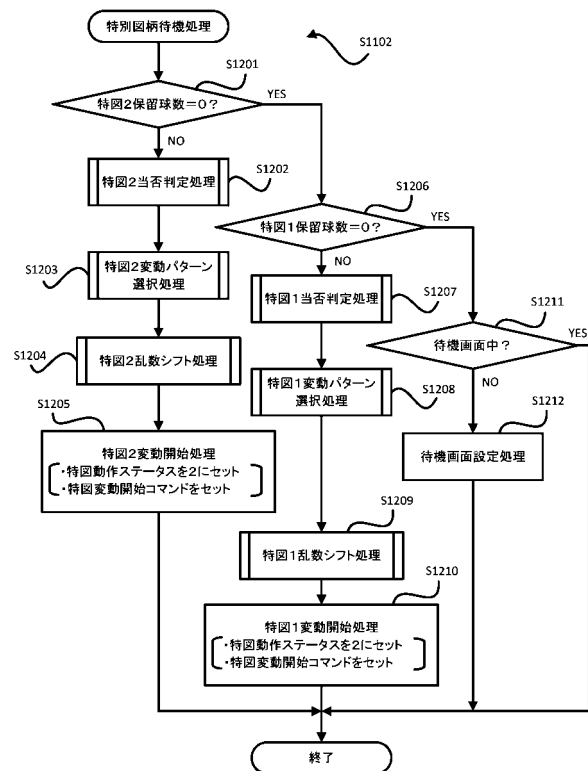 特別図柄待機処理
S1102
S1201
特図2保留球数=0?
YES
NO
S1202
特図2当否判定処理
S1203
特図2変動パターン
選択処理
S1204
特図2乱数シフト処理
S1205
特図2変動開始処理
・特図動作ステータスを2にセット
・特図変動開始コマンドをセット
S1206
特図1保留球数=0?
YES
NO
S1207
特図1当否判定処理
S1208
特図1変動パターン
選択処理
S1209
特図1乱数シフト処理
S1210
特図1変動開始処理
・特図動作ステータスを2にセット
・特図変動開始コマンドをセット
S1211
待機画面中?
YES
NO
S1212
待機画面設定処理
終了